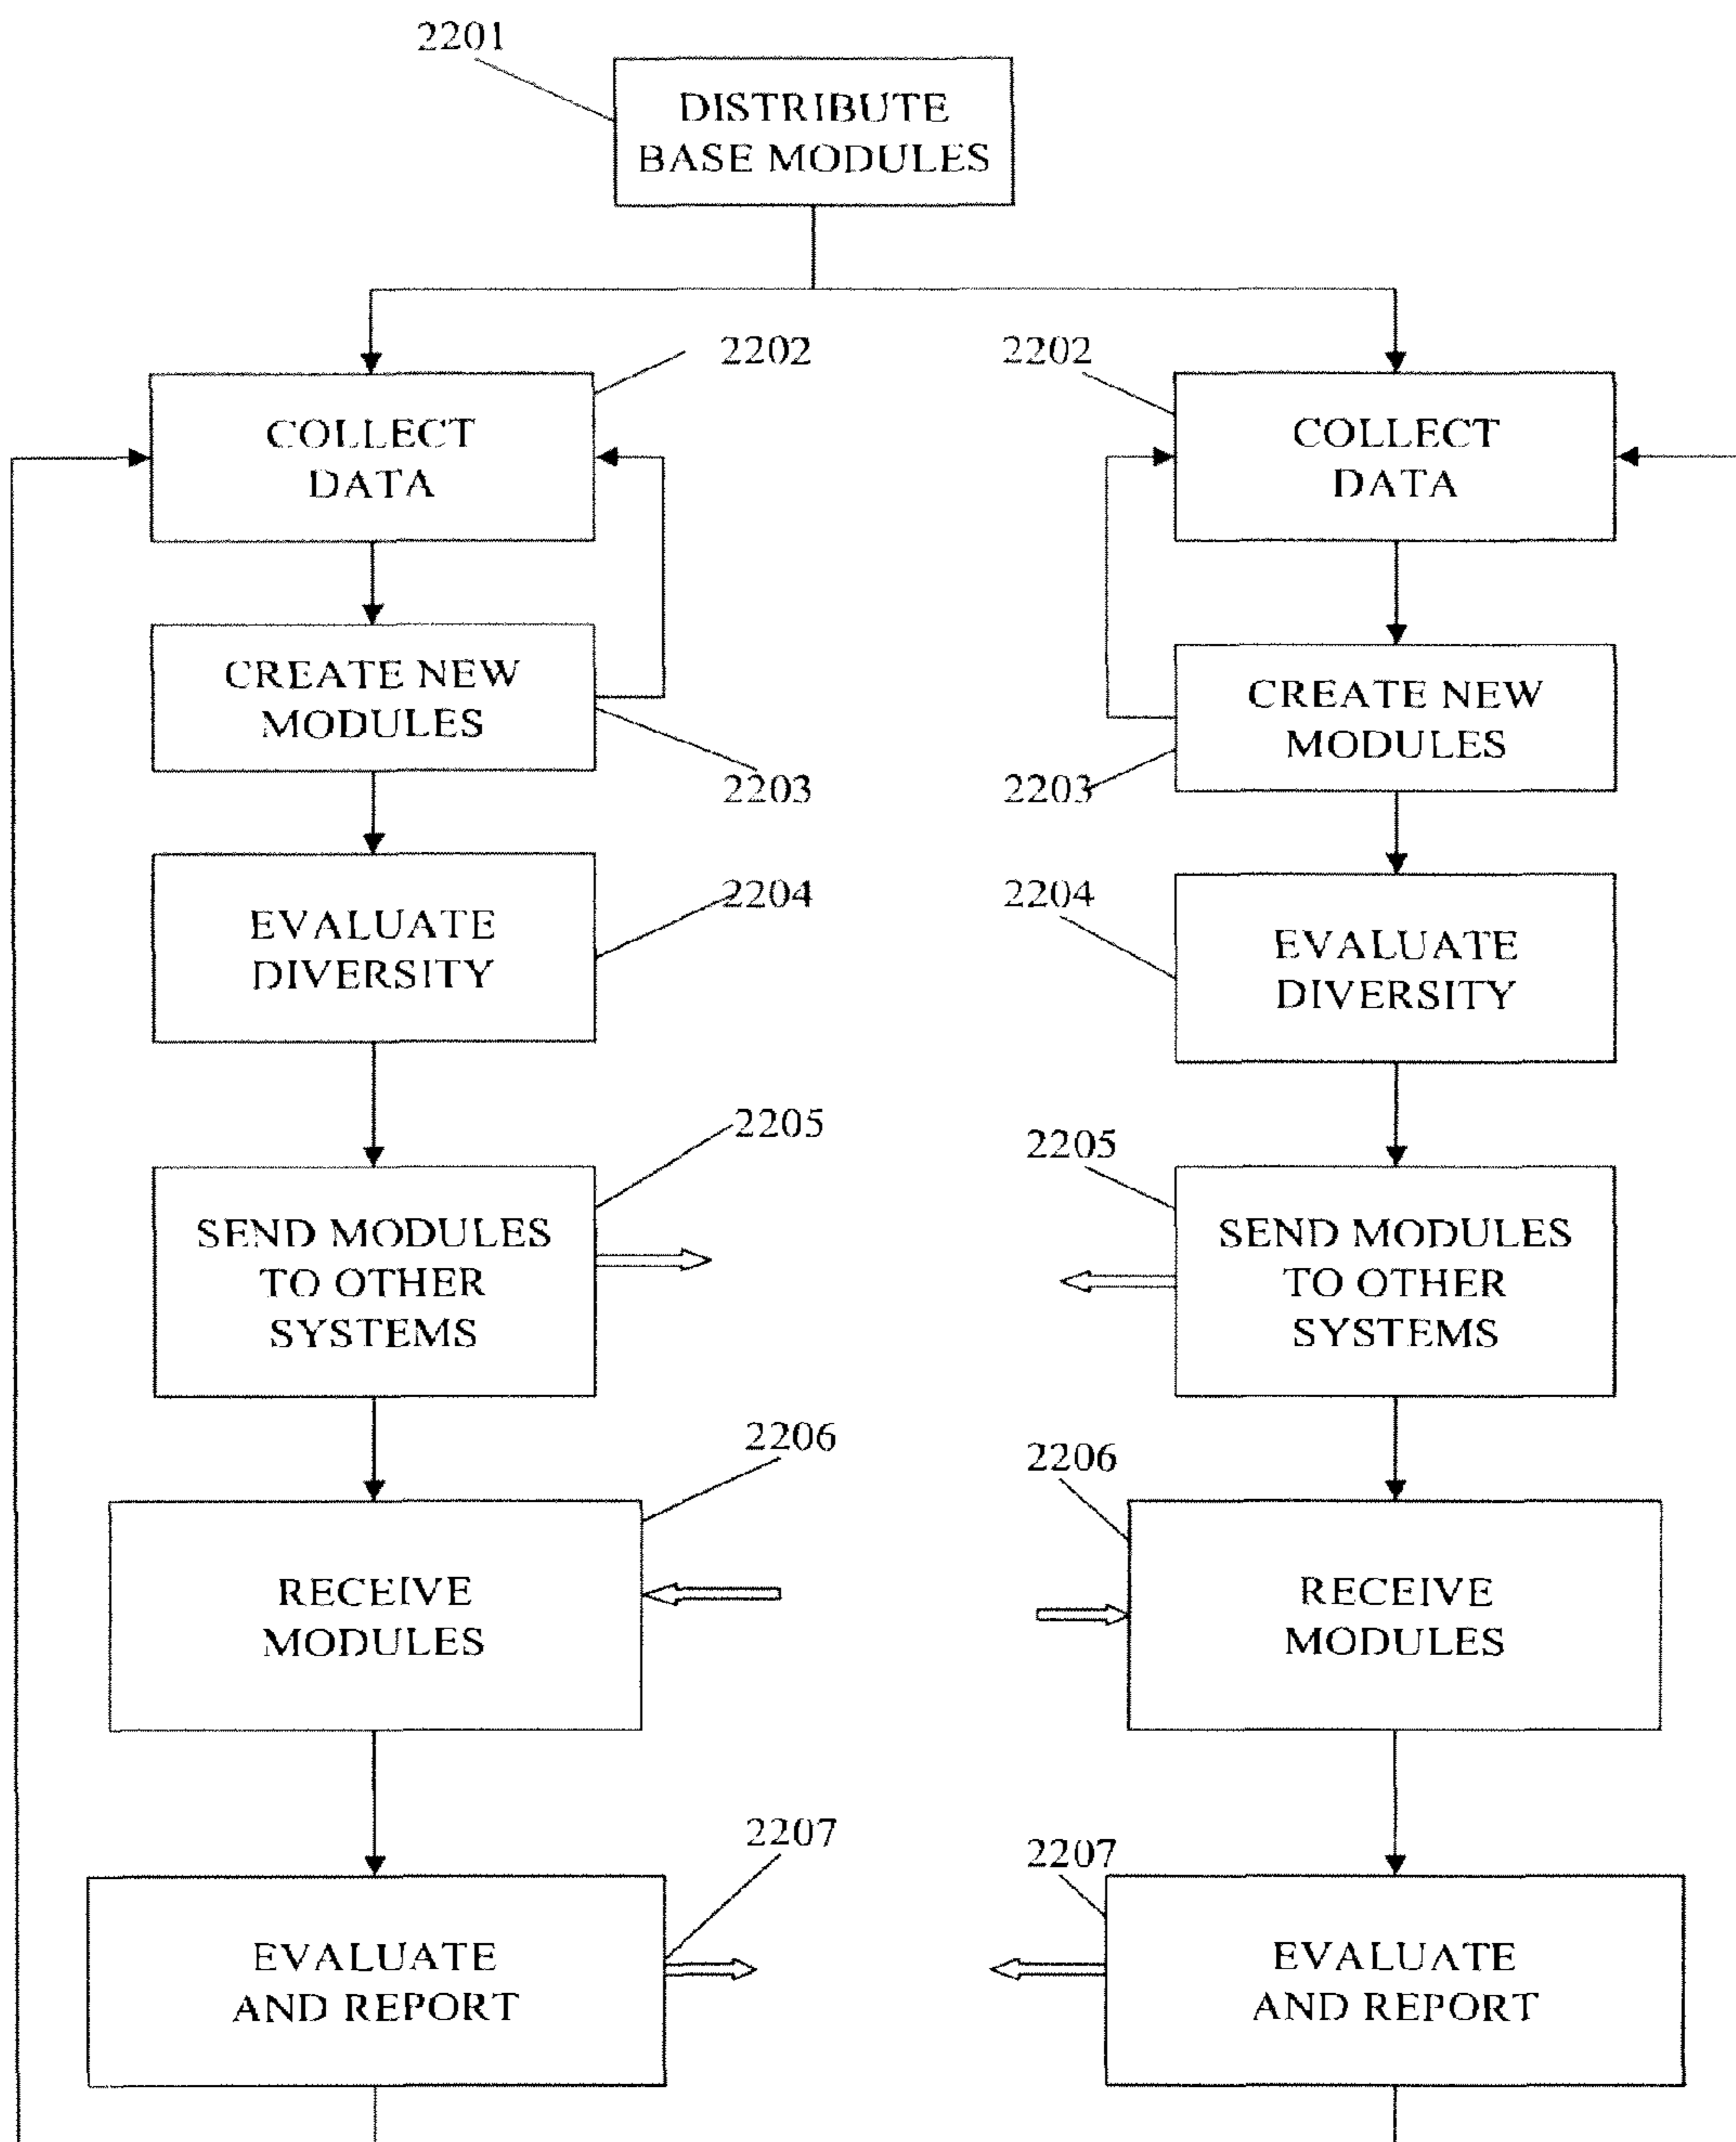 2201
DISTRIBUTE
BASE MODULES
2202
2202
COLLECT
DATA
COLLECT
DATA
CREATE NEW
MODULES
CREATE NEW
MODULES
2203
2203
2204
2204
EVALUATE
DIVERSITY
EVALUATE
DIVERSITY
2205
2205
SEND MODULES
TO OTHER
SYSTEMS
SEND MODULES
TO OTHER
SYSTEMS
2206
2206
RECEIVE
MODULES
RECEIVE
MODULES
2207
2207
EVALUATE
AND REPORT
EVALUATE
AND REPORT